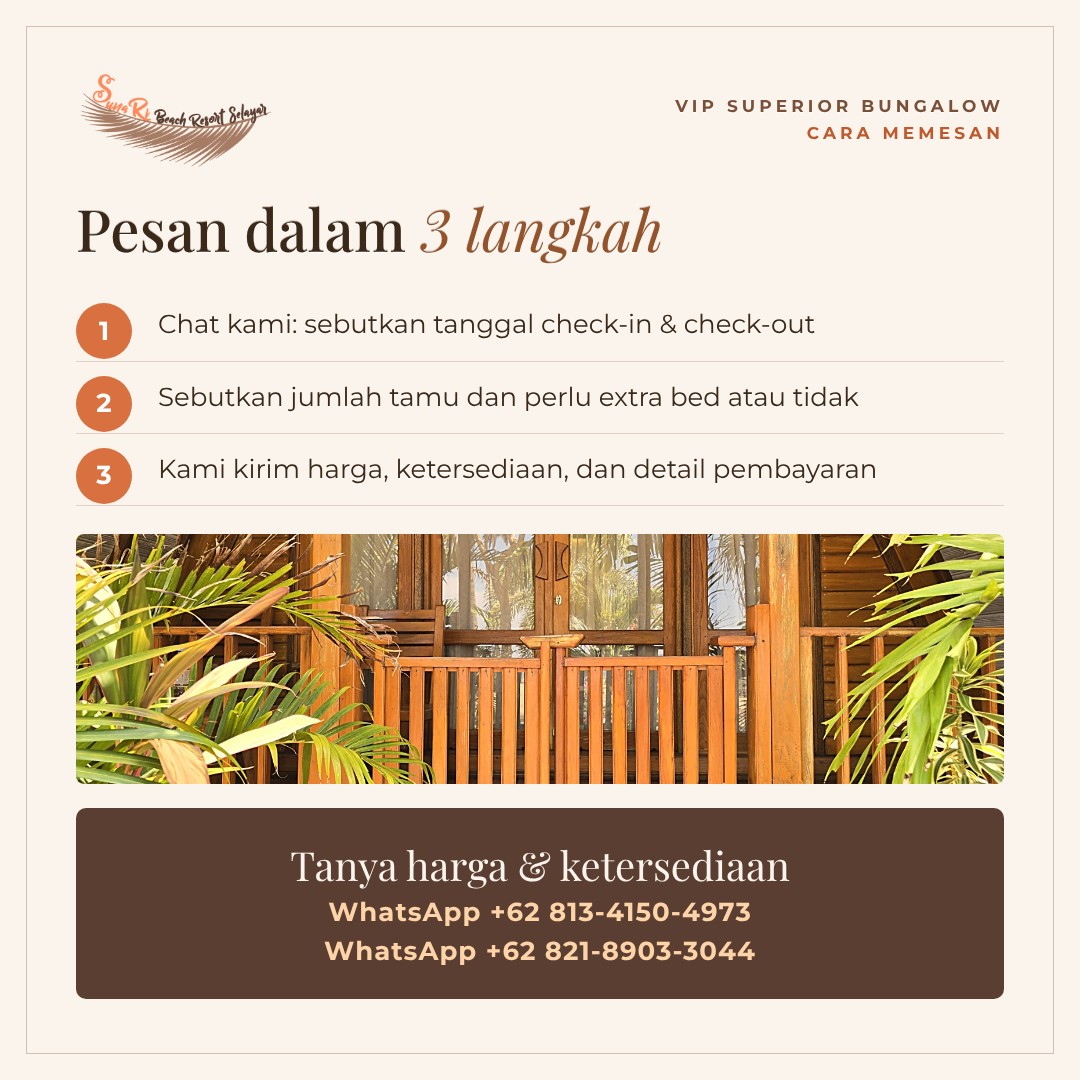 SunaRi Beach Resort Selayar
VIP SUPERIOR BUNGALOW
CARA MEMESAN
Pesan dalam 3 langkah
1 Chat kami: sebutkan tanggal check-in & check-out
2 Sebutkan jumlah tamu dan perlu extra bed atau tidak
3 Kami kirim harga, ketersediaan, dan detail pembayaran
Tanya harga & ketersediaan
WhatsApp +62 813-4150-4973
WhatsApp +62 821-8903-3044